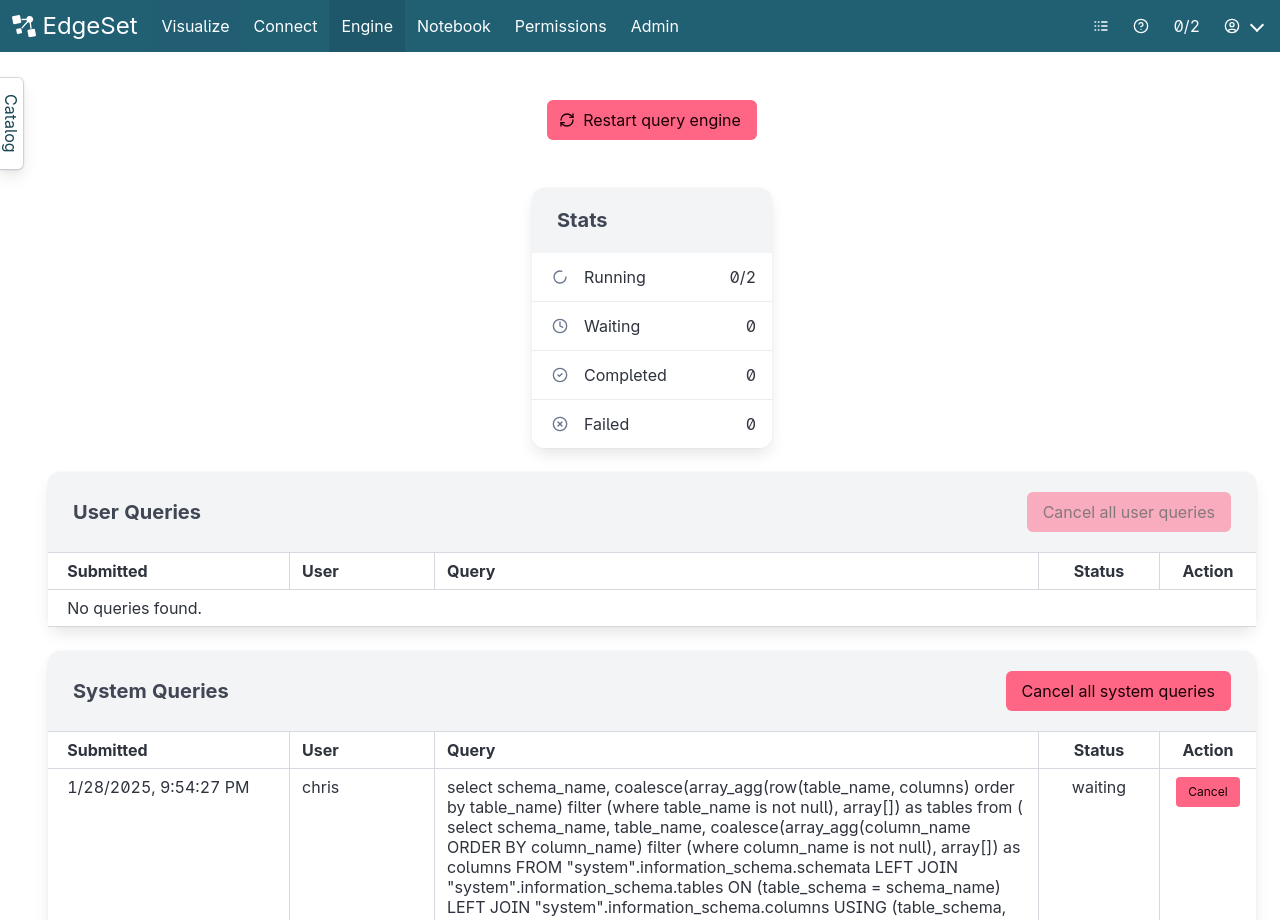 EdgeSet Visualize Connect Engine Notebook Permissions Admin 0/2
Catalog
Restart query engine
Stats
Running 0/2
Waiting 0
Completed 0
Failed 0
User Queries Cancel all user queries
Submitted User Query Status Action
No queries found.
System Queries Cancel all system queries
Submitted User Query Status Action
1/28/2025, 9:54:27 PM chris select schema_name, coalesce(array_agg(row(table_name, columns) order waiting Cancel
by table_name) filter (where table_name is not null), array[]) as tables from (
select schema_name, table_name, coalesce(array_agg(column_name
ORDER BY column_name) filter (where column_name is not null), array[]) as
columns FROM "system".information_schema.schemata LEFT JOIN
"system".information_schema.tables ON (table_schema = schema_name)
LEFT JOIN "system".information_schema.columns USING (table_schema,